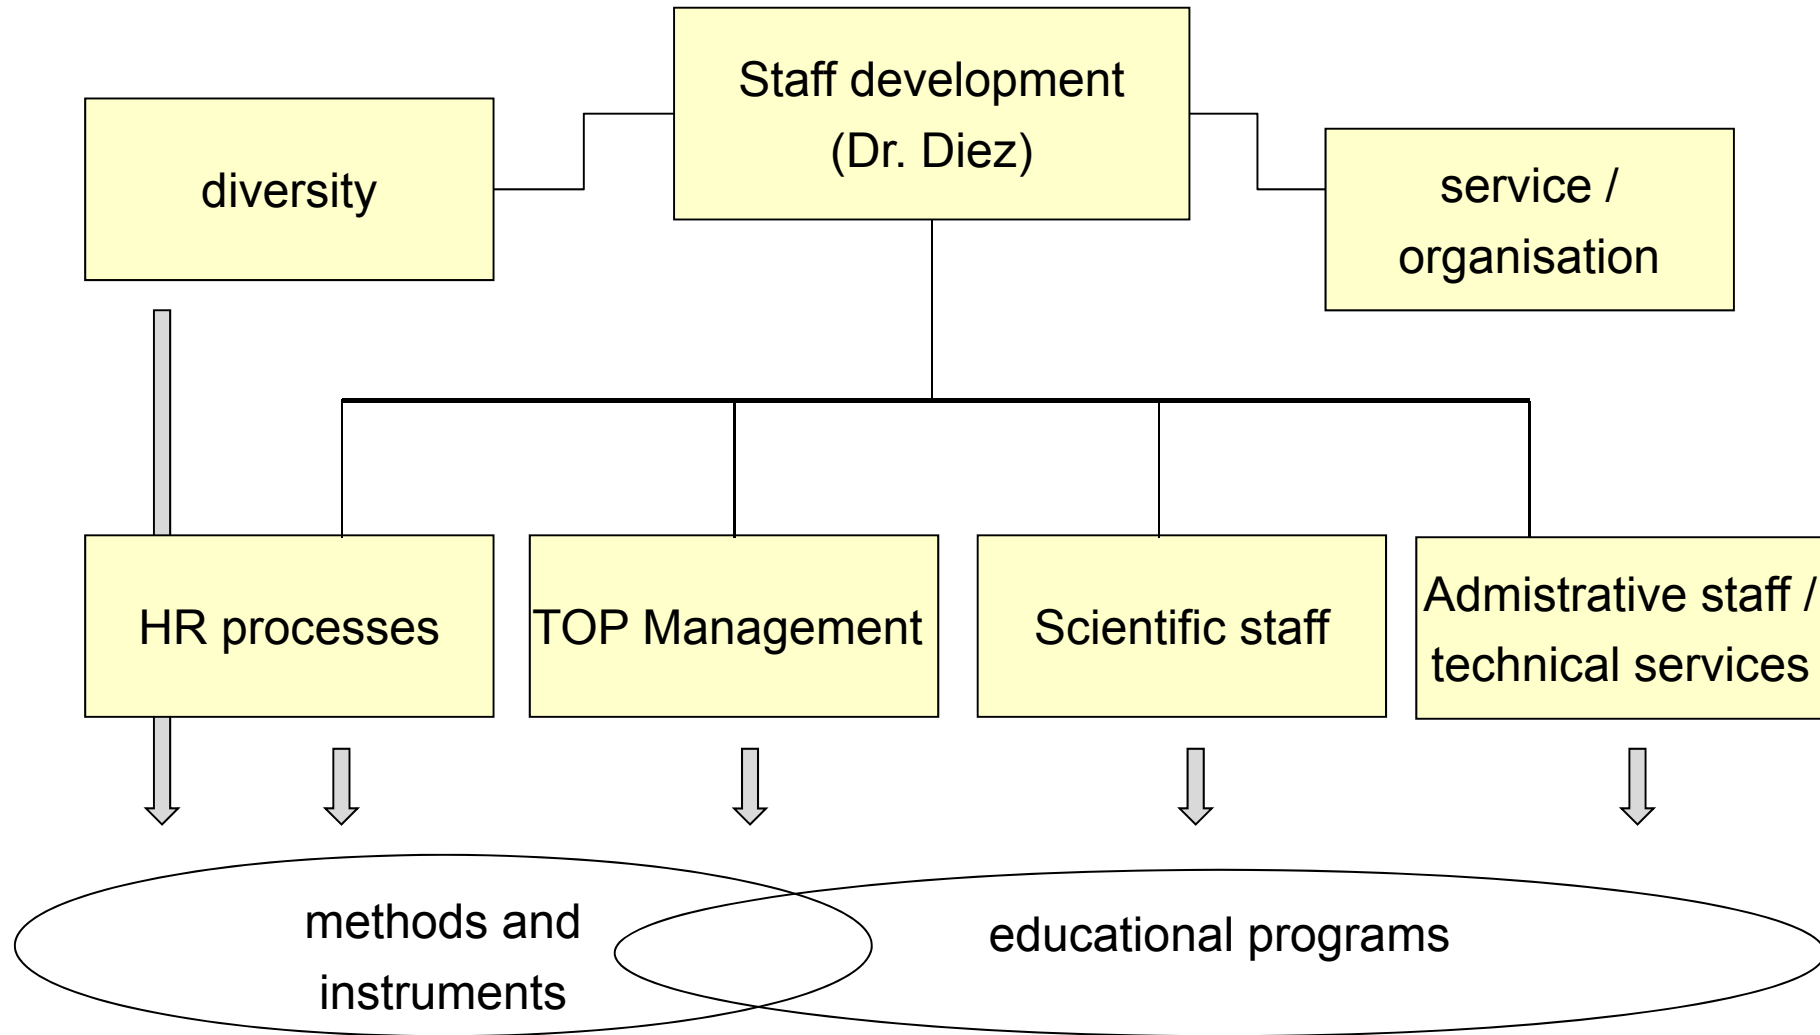 Staff development
(Dr. Diez)
diversity
service /
organisation
HR processes
TOP Management
Scientific staff
Admistrative staff /
technical services
methods and
instruments
educational programs